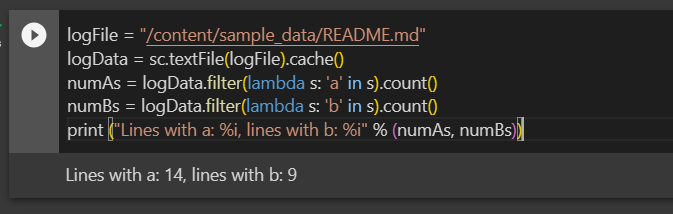 logFile = "/content/sample_data/README.md"
logData = sc.textFile(logFile).cache()
numAs = logData.filter(lambda s: 'a' in s).count()
numBs = logData.filter(lambda s: 'b' in s).count()
print ("Lines with a: %i, lines with b: %i" % (numAs, numBs))
Lines with a: 14, lines with b: 9